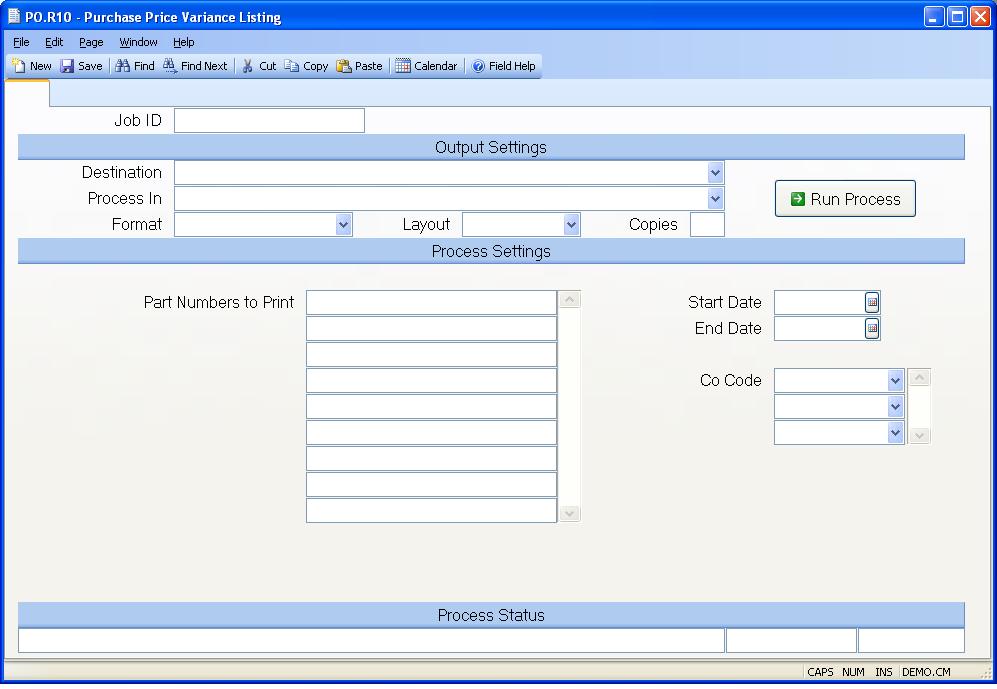 PO.R10 - Purchase Price Variance Listing
File Edit Page Window Help
New Save Find Find Next Cut Copy Paste Calendar Field Help
Job ID
Output Settings
Destination
Process In
Run Process
Format Layout Copies
Process Settings
Part Numbers to Print Start Date
End Date
Co Code
Process Status
CAPS NUM INS DEMO.CM